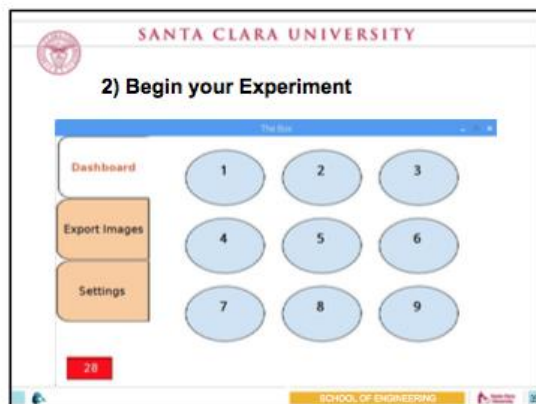 SANTA CLARA UNIVERSITY
2) Begin your Experiment
The Box
Dashboard
1 2 3
Export Images
4 5 6
Settings
7 8 9
28
SCHOOL OF ENGINEERING